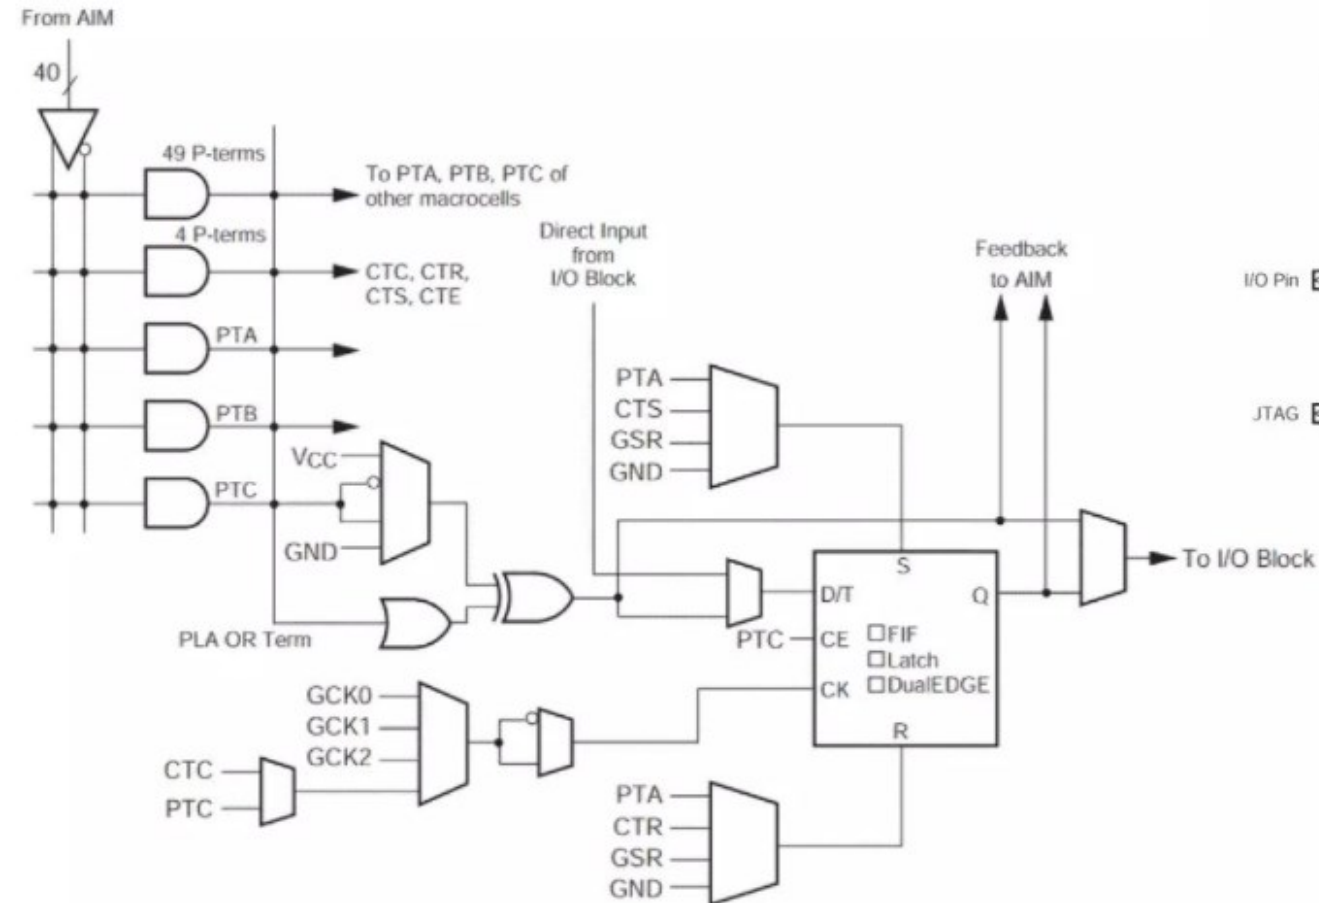 From AIM
40
49 P-terms
To PTA, PTB, PTC of
other macrocells
4 P-terms
CTC, CTR,
CTS, CTE
Direct Input
from
I/O Block
Feedback
to AIM
I/O Pin
JTAG
PTA
PTB
PTC
VCC
GND
PLA OR Term
PTA
CTS
GSR
GND
S
D/T
Q
PTC
CE
FIF
Latch
DualEDGE
CK
R
To I/O Block
GCK0
GCK1
GCK2
CTC
PTC
PTA
CTR
GSR
GND